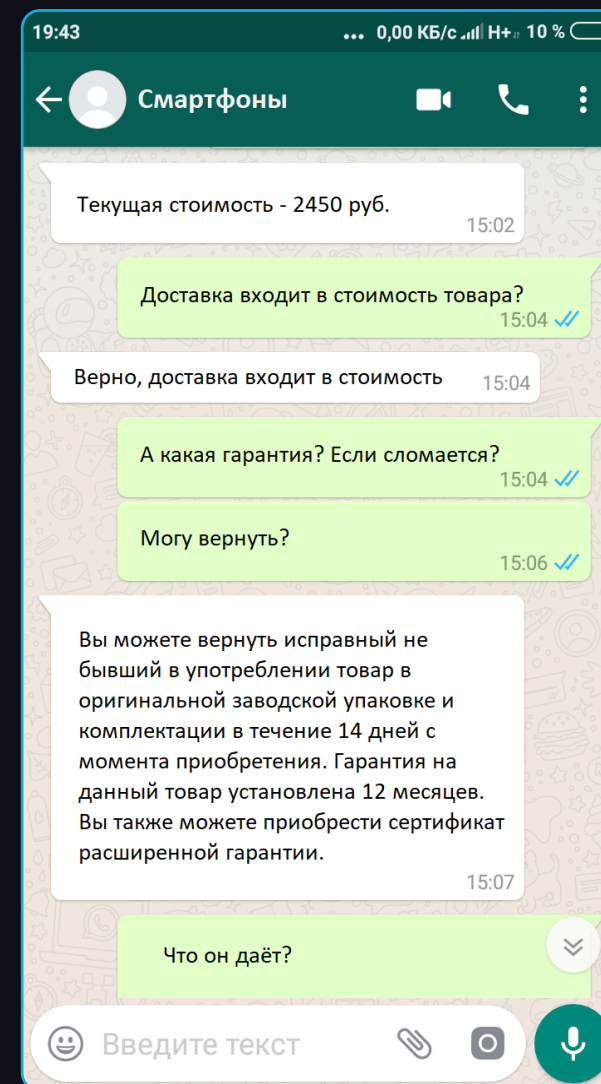 19:43 ... 0,00 КБ/с H+ 10 %
Смартфоны
Текущая стоимость - 2450 руб.
15:02
Доставка входит в стоимость товара?
15:04
Верно, доставка входит в стоимость
15:04
А какая гарантия? Если сломается?
15:04
Могу вернуть?
15:06
Вы можете вернуть исправный не
бывший в употреблении товар в
оригинальной заводской упаковке и
комплектации в течение 14 дней с
момента приобретения. Гарантия на
данный товар установлена 12 месяцев.
Вы также можете приобрести сертификат
расширенной гарантии.
15:07
Что он даёт?
Введите текст